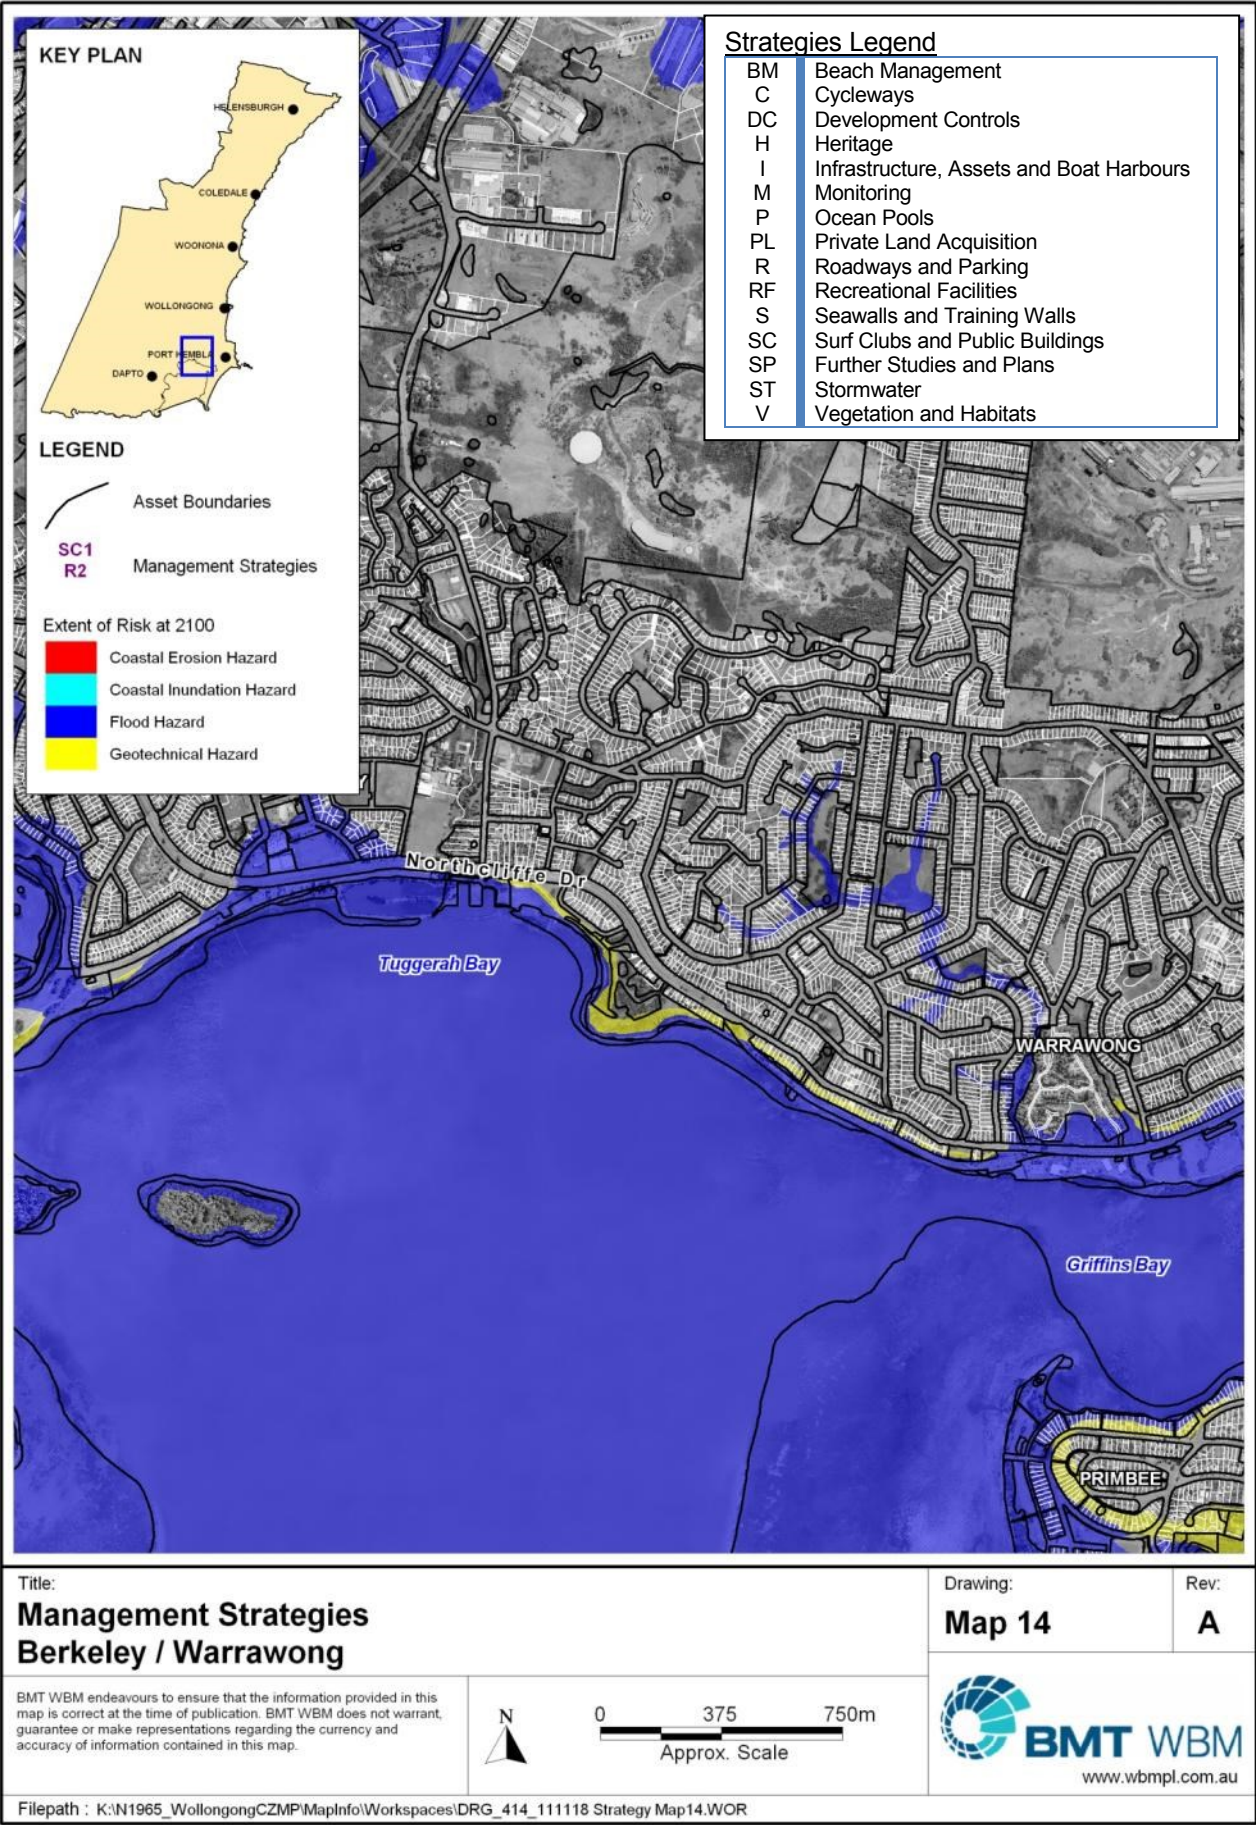 KEY PLAN
HELENSBURGH
COLEDALE
WOONONA
WOLLONGONG
PORT KEMBLA
DAPTO
LEGEND
Asset Boundaries
SC1
R2
Management Strategies
Extent of Risk at 2100
Coastal Erosion Hazard
Coastal Inundation Hazard
Flood Hazard
Geotechnical Hazard
Strategies Legend
BM Beach Management
C Cycleways
DC Development Controls
H Heritage
I Infrastructure, Assets and Boat Harbours
M Monitoring
P Ocean Pools
PL Private Land Acquisition
R Roadways and Parking
RF Recreational Facilities
S Seawalls and Training Walls
SC Surf Clubs and Public Buildings
SP Further Studies and Plans
ST Stormwater
V Vegetation and Habitats
Northcliffe Dr
Tuggerah Bay
WARRAWONG
Griffins Bay
PRIMBEE
Title:
Management Strategies
Berkeley / Warrawong
Drawing:
Map 14
Rev:
A
BMT WBM endeavours to ensure that the information provided in this
map is correct at the time of publication. BMT WBM does not warrant,
guarantee or make representations regarding the currency and
accuracy of information contained in this map.
N
0 375 750m
Approx. Scale
BMT WBM
www.wbmpl.com.au
Filepath : K:\N1965_WollongongCZMP\MapInfo\Workspaces\DRG_414_111118 Strategy Map14.WOR